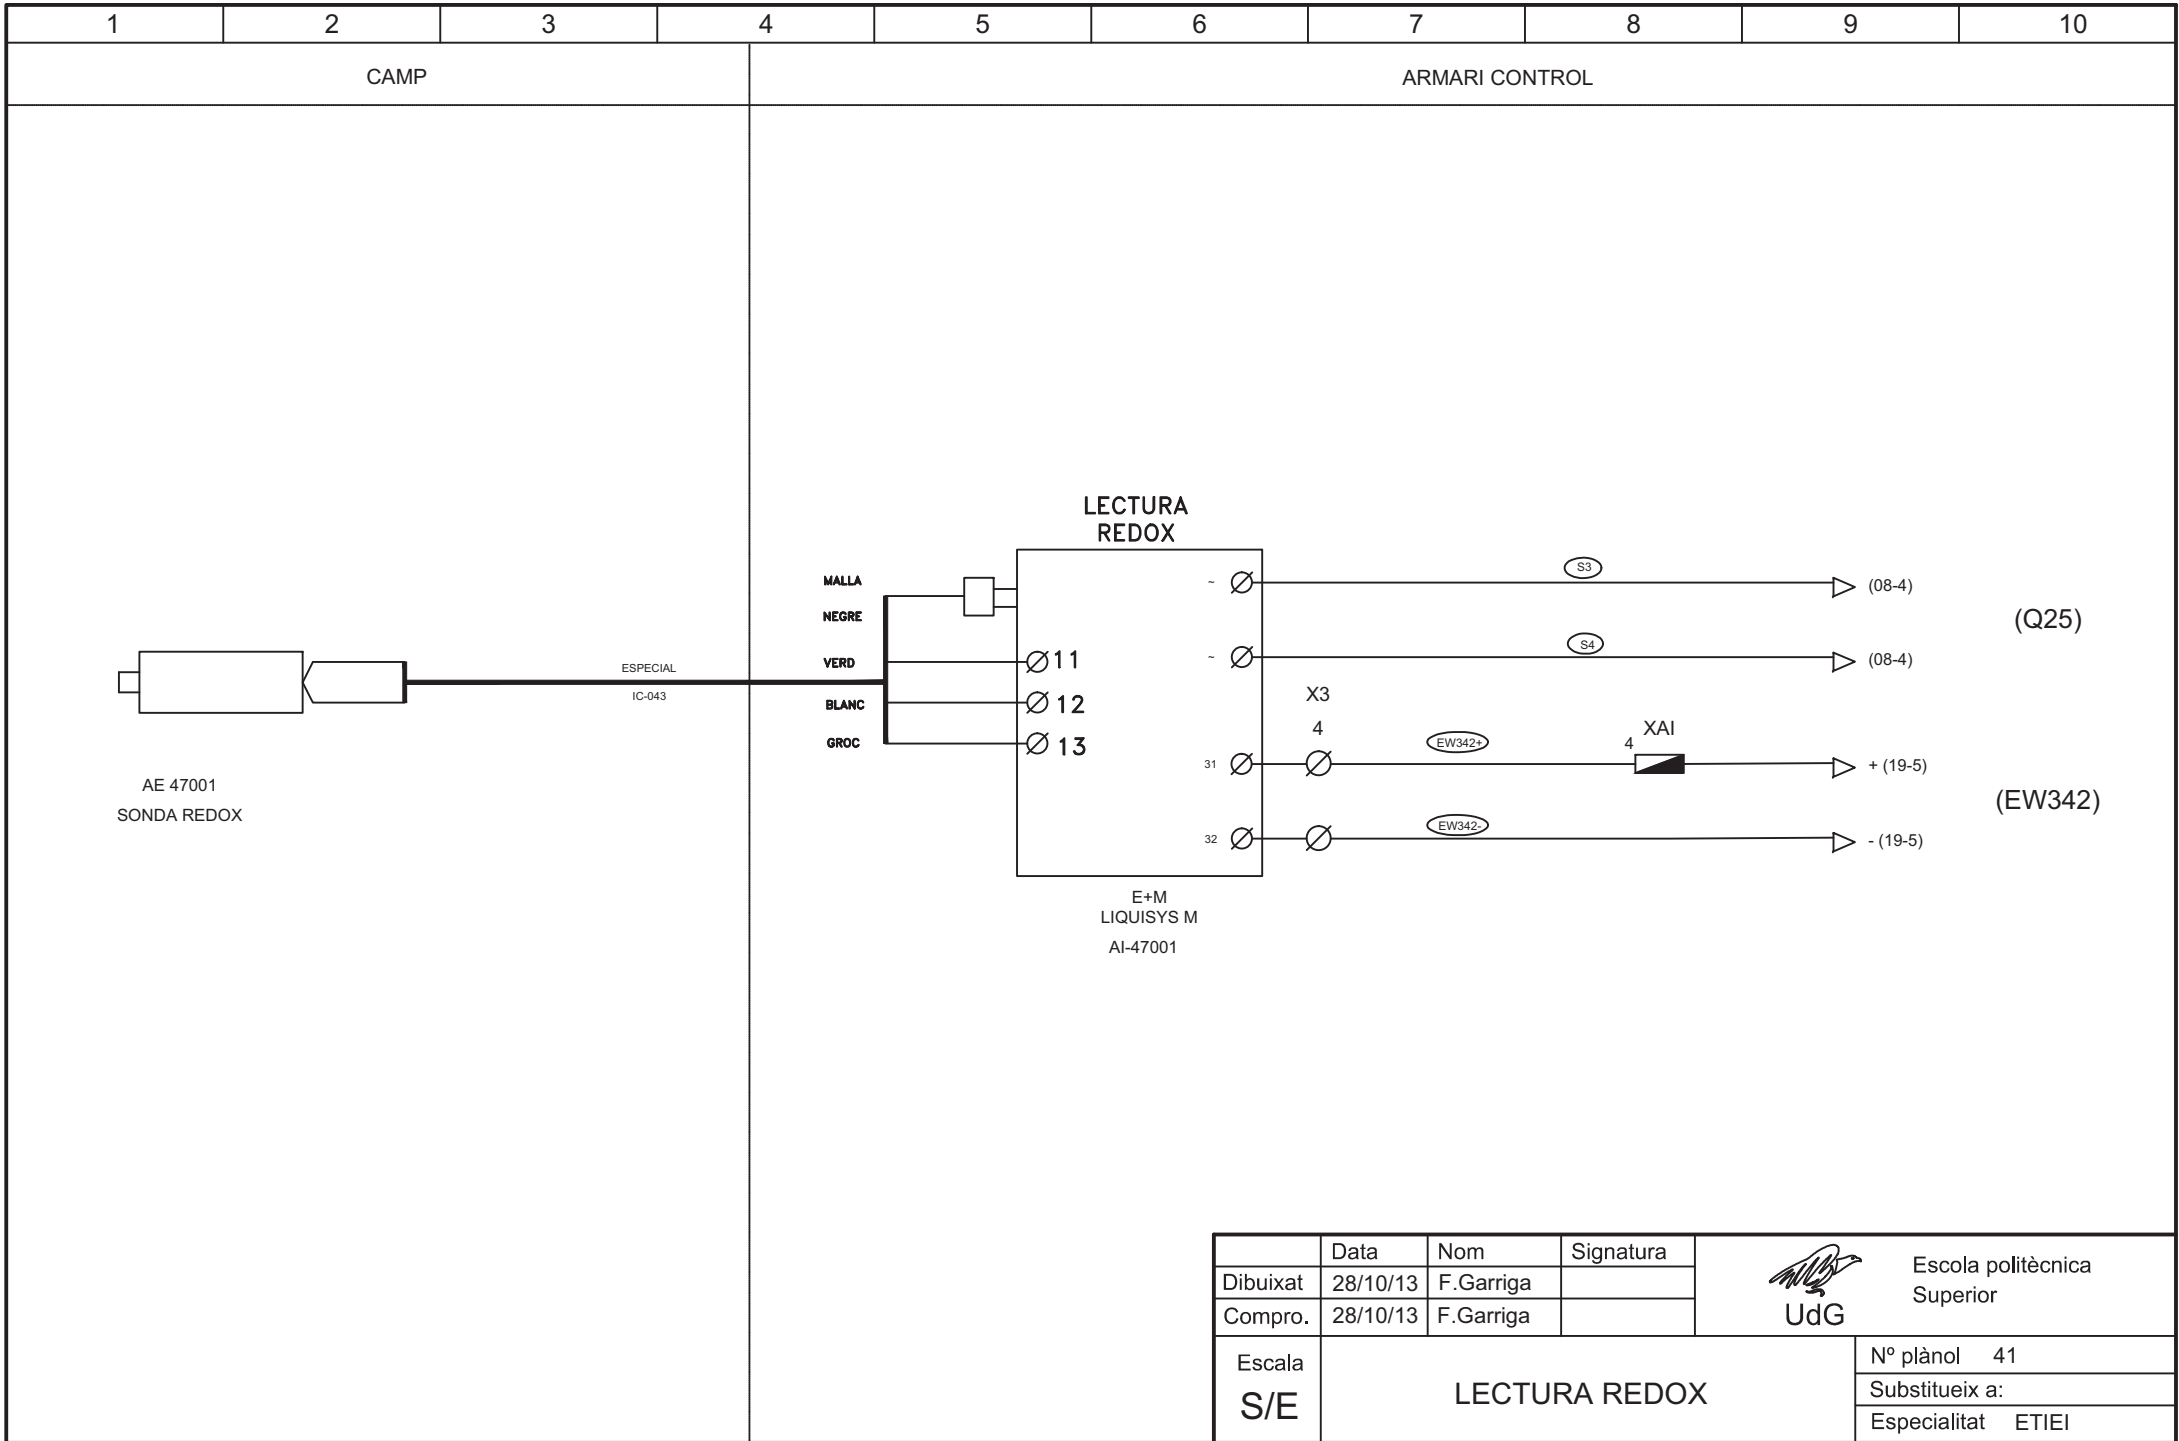 1 2 3 4 5 6 7 8 9 10
CAMP ARMARI CONTROL
LECTURA
REDOX
MALLA
NEGRE
VERD
BLANC
GROC
ESPECIAL
IC-043
AE 47001
SONDA REDOX
11
12
13
~ S3 (08-4)
~ S4 (08-4)
(Q25)
X3
4
31 EW342+ 4 XAI + (19-5)
(EW342)
32 EW342- - (19-5)
E+M
LIQUISYS M
AI-47001
Data Nom Signatura
Dibuixat 28/10/13 F.Garriga
Compro. 28/10/13 F.Garriga
UdG
Escola politècnica
Superior
Escala
S/E
LECTURA REDOX
Nº plànol 41
Substitueix a:
Especialitat ETIEI